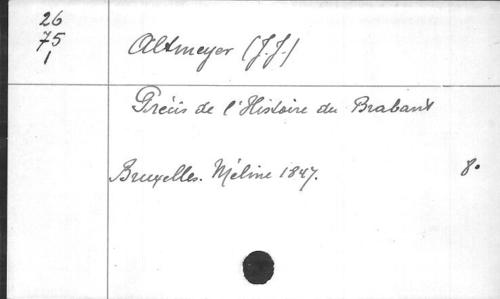 26
75
1
Altmeyer (J.J.)
Précis de l'Histoire du Brabant
Bruxelles. Méline 1847. 8°